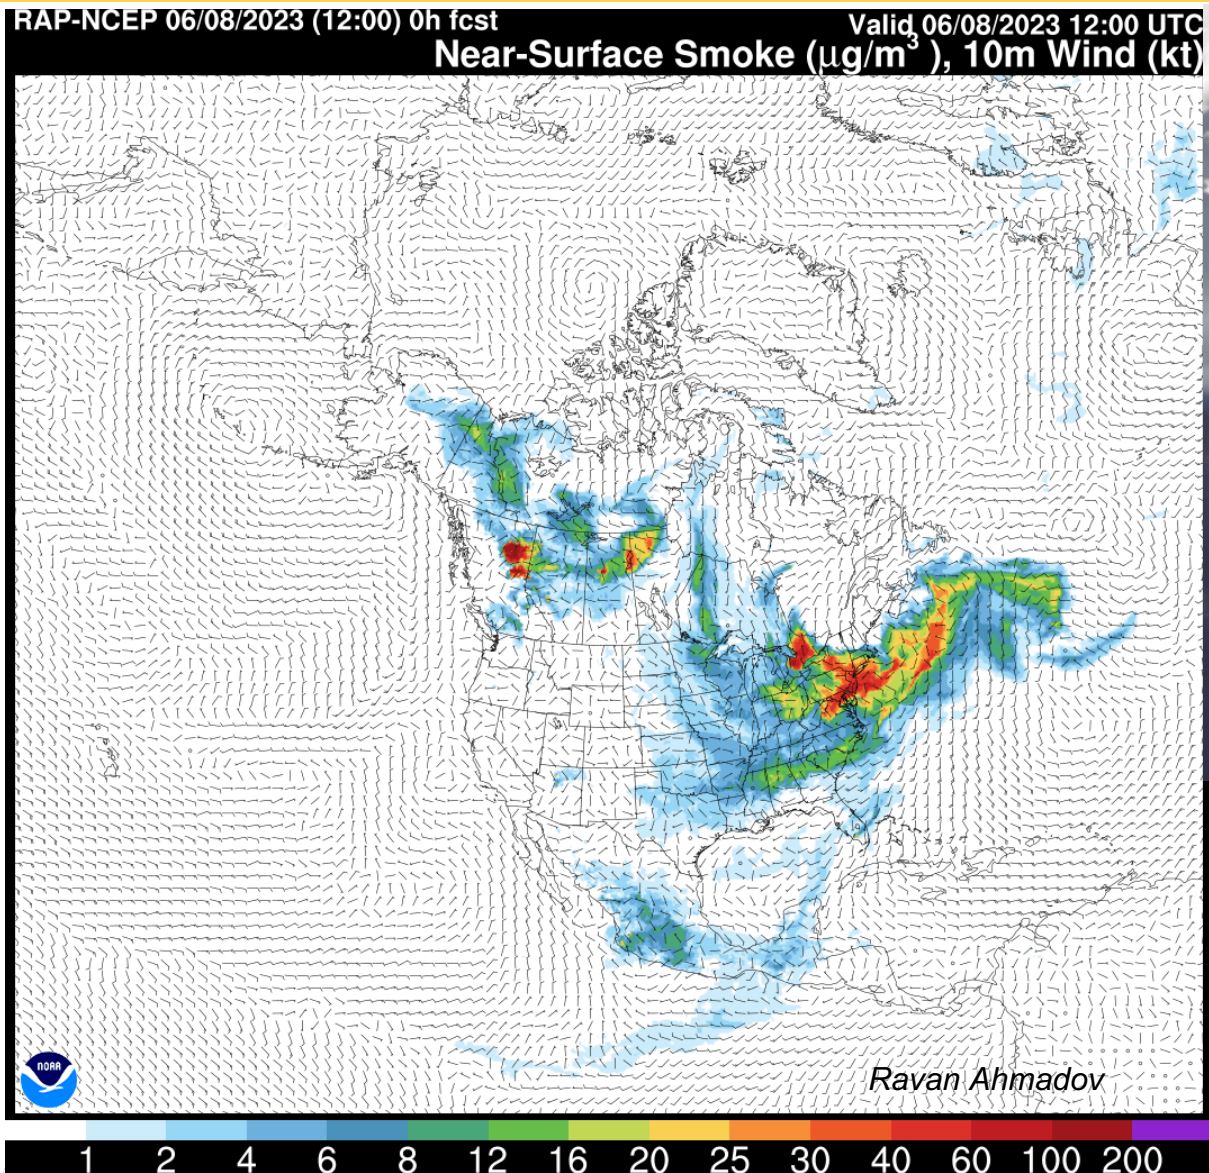 RAP-NCEP 06/08/2023 (12:00) 0h fcst
Valid 06/08/2023 12:00 UTC
Near-Surface Smoke (μg/m³ ), 10m Wind (kt)
NOAA
Ravan Ahmadov
1 2 4 6 8 12 16 20 25 30 40 60 100 200